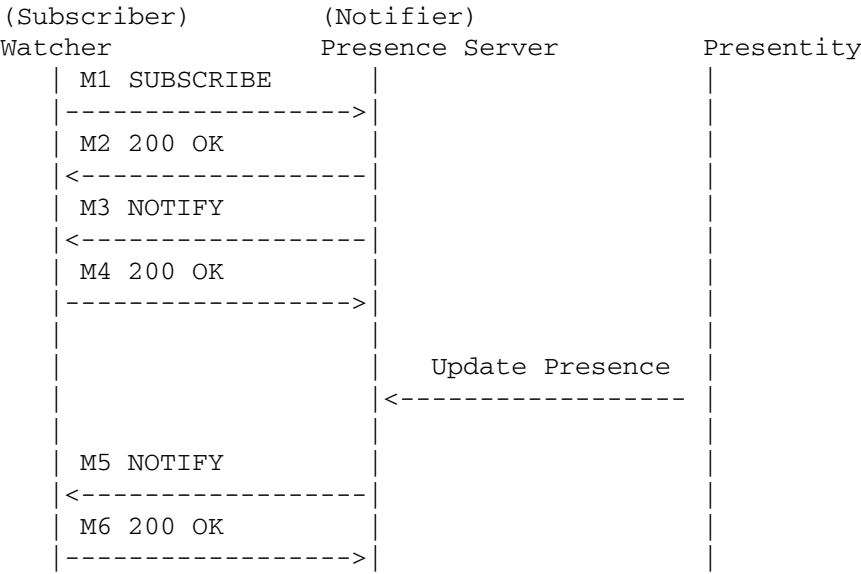 (Subscriber) (Notifier)
Watcher Presence Server Presentity
M1 SUBSCRIBE
M2 200 OK
M3 NOTIFY
M4 200 OK
Update Presence
M5 NOTIFY
M6 200 OK